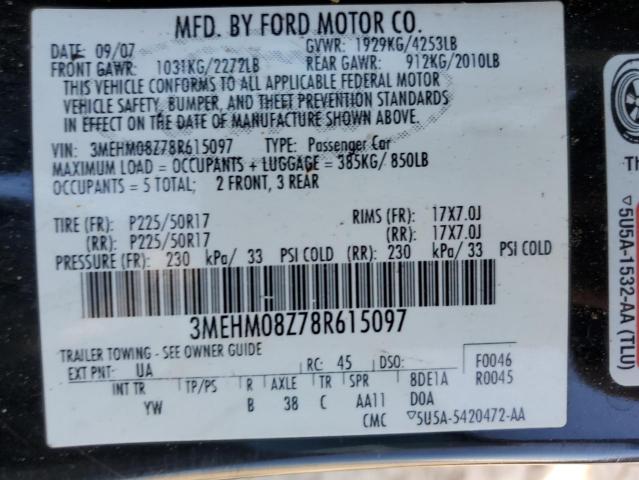 MFD. BY FORD MOTOR CO.
DATE: 09/07 GVWR: 1929KG/4253LB
FRONT GAWR: 1031KG/2272LB REAR GAWR: 912KG/2010LB
THIS VEHICLE CONFORMS TO ALL APPLICABLE FEDERAL MOTOR
VEHICLE SAFETY, BUMPER, AND THEFT PREVENTION STANDARDS
IN EFFECT ON THE DATE OF MANUFACTURE SHOWN ABOVE.
VIN: 3MEHM08Z78R615097 TYPE: Passenger Car
MAXIMUM LOAD = OCCUPANTS + LUGGAGE = 385KG/ 850LB
OCCUPANTS = 5 TOTAL; 2 FRONT, 3 REAR
TIRE (FR): P225/50R17 RIMS (FR): 17X7.0J
(RR): P225/50R17 (RR): 17X7.0J
PRESSURE (FR): 230 kPa/ 33 PSI COLD (RR): 230 kPa/ 33 PSI COLD
3MEHM08Z78R615097
TRAILER TOWING - SEE OWNER GUIDE
EXT PNT: UA RC: 45 DSO: F0046
INT TR TP/PS R AXLE TR SPR 8DE1A R0045
YW B 38 C AA11 D0A
CMC ▽5U5A-5420472-AA
TH
▽5U5A-1532-AA (TLU)